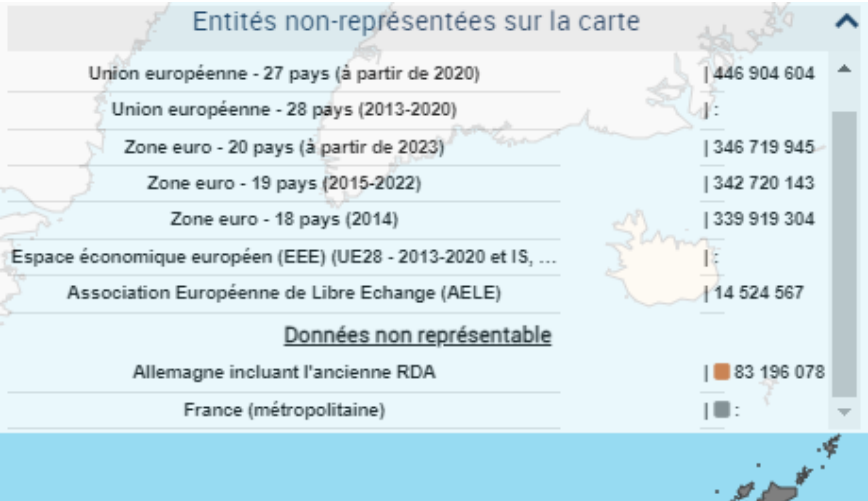 Entités non-représentées sur la carte
Union européenne - 27 pays (à partir de 2020) | 446 904 604
Union européenne - 28 pays (2013-2020) | :
Zone euro - 20 pays (à partir de 2023) | 346 719 945
Zone euro - 19 pays (2015-2022) | 342 720 143
Zone euro - 18 pays (2014) | 339 919 304
Espace économique européen (EEE) (UE28 - 2013-2020 et IS, ... | :
Association Européenne de Libre Echange (AELE) | 14 524 567
Données non représentable
Allemagne incluant l'ancienne RDA | 83 196 078
France (métropolitaine) | :